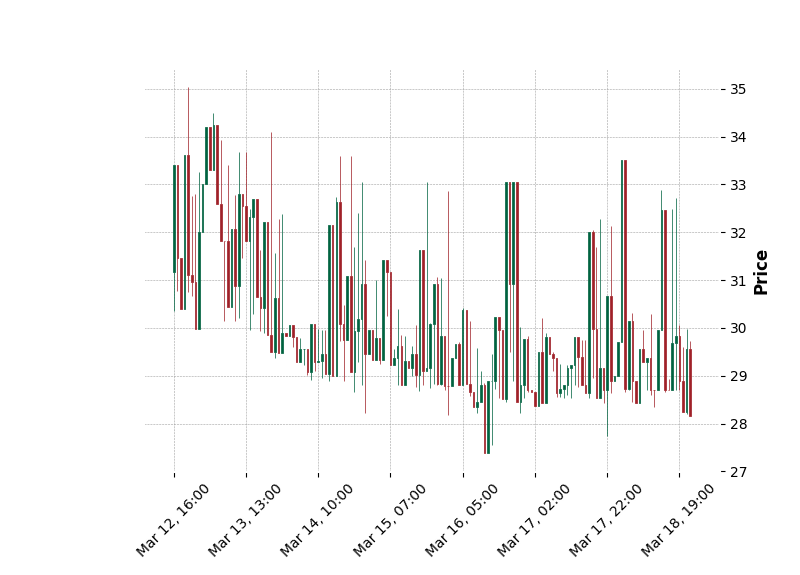 35
34
33
32
31
30
29
28
27
Price
Mar 12, 16:00
Mar 13, 13:00
Mar 14, 10:00
Mar 15, 07:00
Mar 16, 05:00
Mar 17, 02:00
Mar 17, 22:00
Mar 18, 19:00